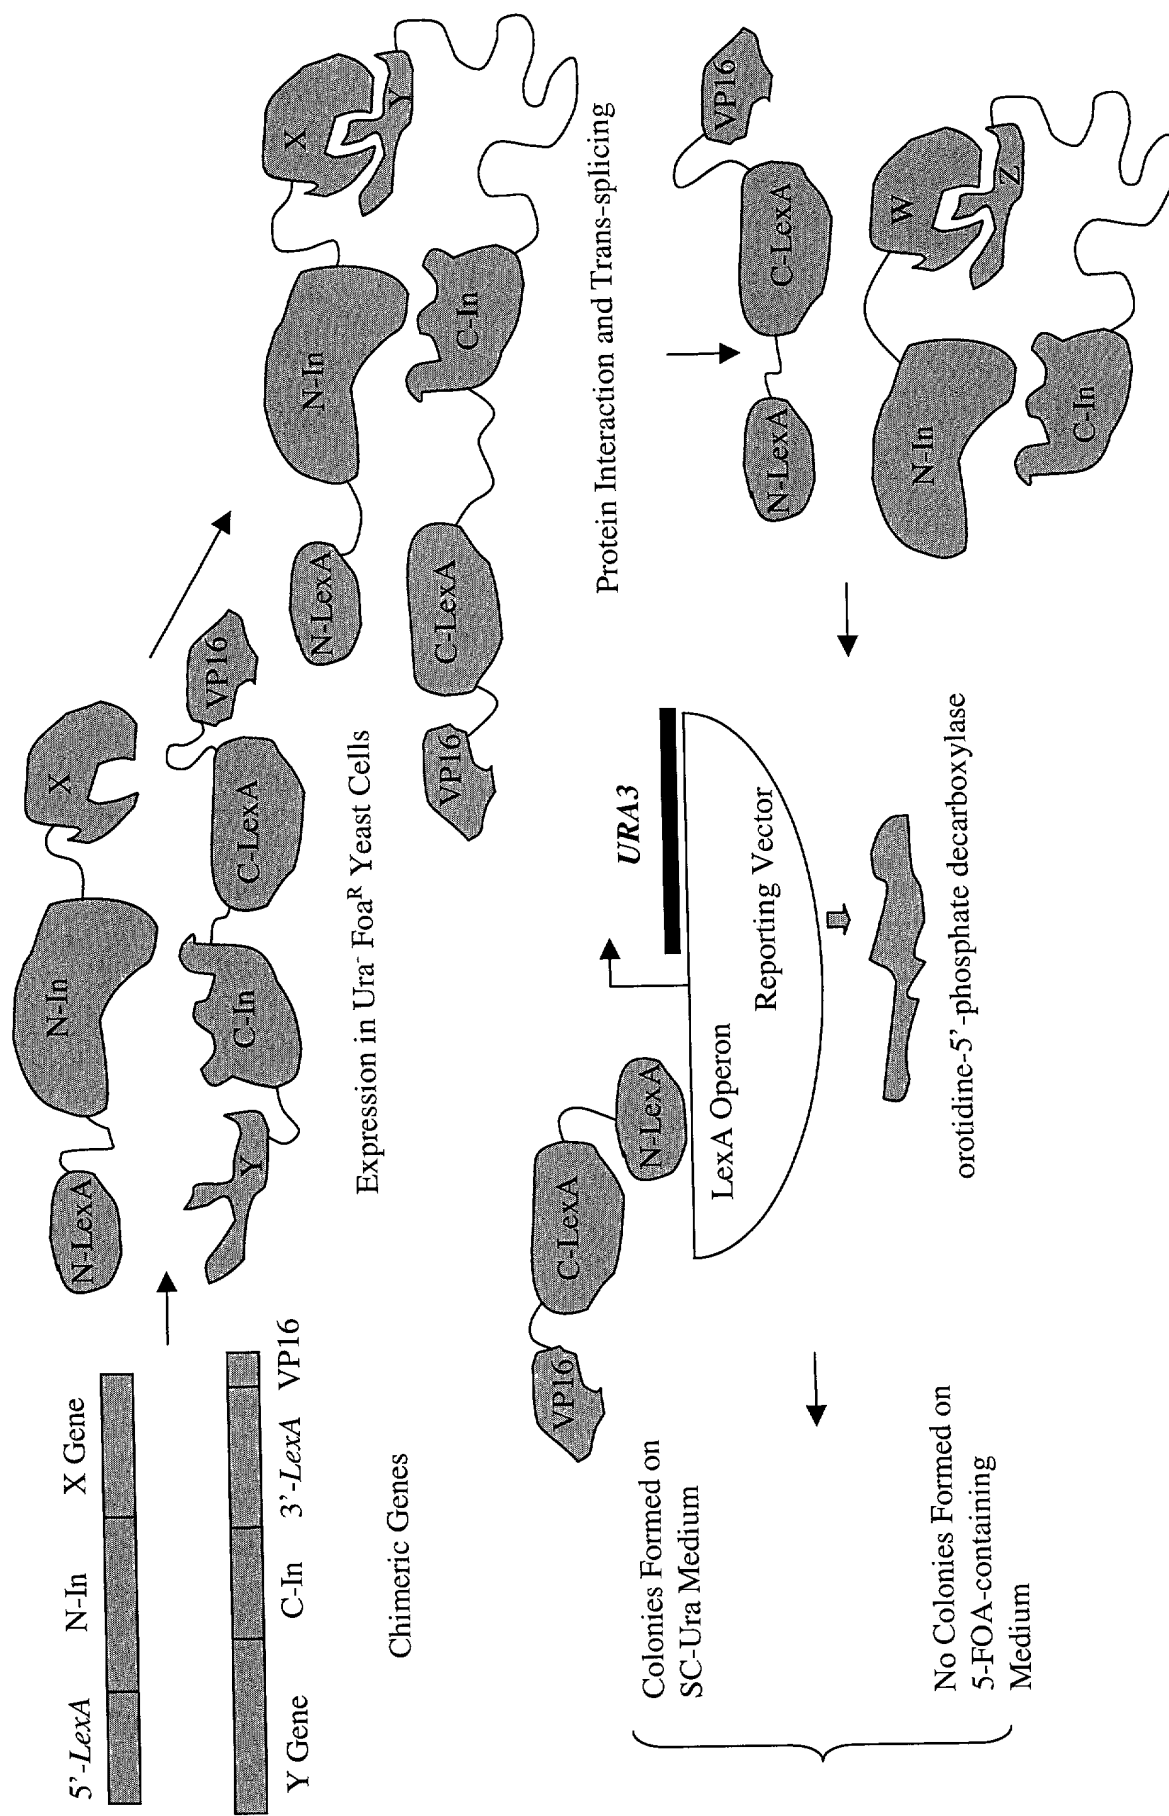 5'-LexA N-In X Gene
Y Gene C-In 3'-LexA VP16
Chimeric Genes
N-LexA
N-In
X
Y
C-In
C-LexA
VP16
Expression in Ura⁻ Foaᴿ Yeast Cells
N-LexA
N-In
X
VP16
C-LexA
C-In
Y
Protein Interaction and Trans-splicing
N-LexA
C-LexA
VP16
N-In
W
C-In
Z
VP16
C-LexA
N-LexA
URA3
LexA Operon
Reporting Vector
orotidine-5'-phosphate decarboxylase
Colonies Formed on
SC-Ura Medium
No Colonies Formed on
5-FOA-containing
Medium